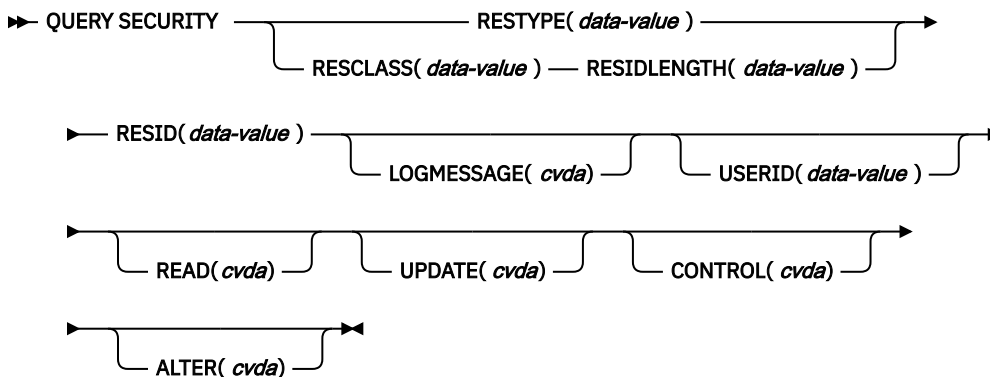 QUERY SECURITY RESTYPE( data-value )
RESCLASS( data-value ) RESIDLENGTH( data-value )
RESID( data-value )
LOGMESSAGE( cvda) USERID( data-value )
READ( cvda) UPDATE( cvda) CONTROL( cvda)
ALTER( cvda)